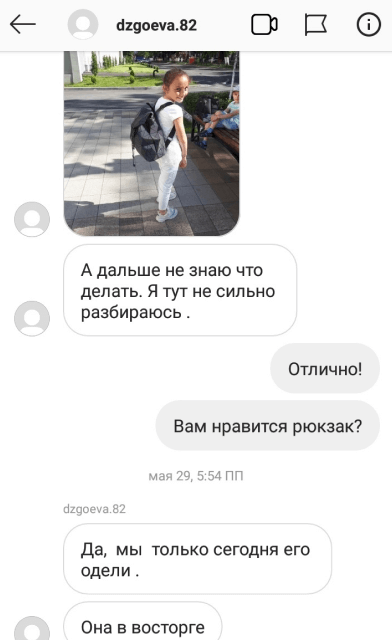 dzgoeva.82
А дальше не знаю что
делать. Я тут не сильно
разбираюсь .
Отлично!
Вам нравится рюкзак?
мая 29, 5:54 ПП
dzgoeva.82
Да, мы только сегодня его
одели .
Она в восторге